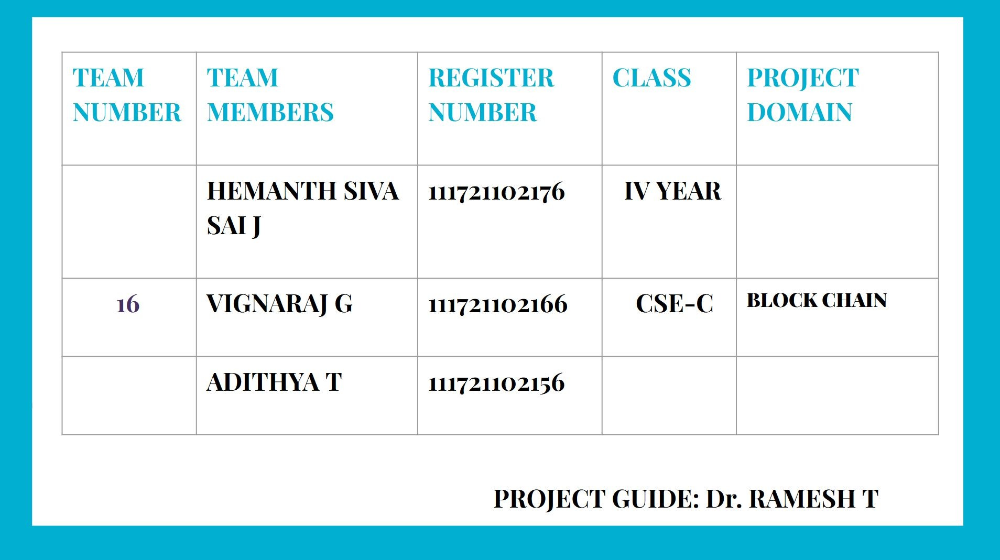 TEAM NUMBER
TEAM MEMBERS
REGISTER NUMBER
CLASS
PROJECT DOMAIN
HEMANTH SIVA SAI J
111721102176
IV YEAR
16
VIGNARAJ G
111721102166
CSE-C
BLOCK CHAIN
ADITHYA T
111721102156
PROJECT GUIDE: Dr. RAMESH T